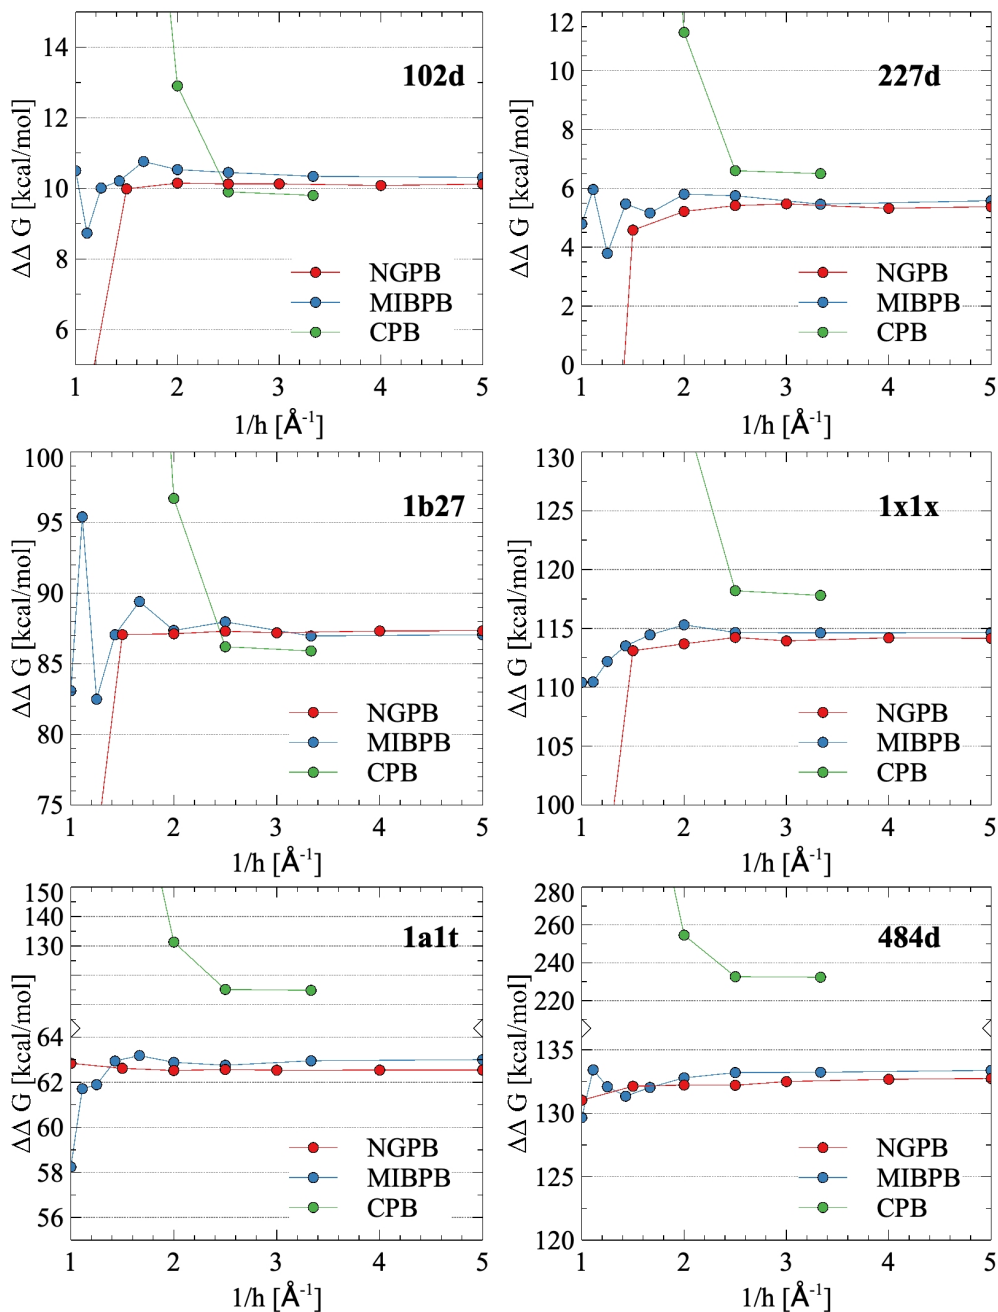 102d
ΔΔ G [kcal/mol]
14
12
10
8
6
NGPB
MIBPB
CPB
1 2 3 4 5
1/h [Å⁻¹]
227d
ΔΔ G [kcal/mol]
12
10
8
6
4
2
0
NGPB
MIBPB
CPB
1 2 3 4 5
1/h [Å⁻¹]
1b27
ΔΔ G [kcal/mol]
100
95
90
85
80
75
NGPB
MIBPB
CPB
1 2 3 4 5
1/h [Å⁻¹]
1x1x
ΔΔ G [kcal/mol]
130
125
120
115
110
105
100
NGPB
MIBPB
CPB
1 2 3 4 5
1/h [Å⁻¹]
1a1t
ΔΔ G [kcal/mol]
150
140
130
64
62
60
58
56
NGPB
MIBPB
CPB
1 2 3 4 5
1/h [Å⁻¹]
484d
ΔΔ G [kcal/mol]
280
260
240
220
135
130
125
120
NGPB
MIBPB
CPB
1 2 3 4 5
1/h [Å⁻¹]